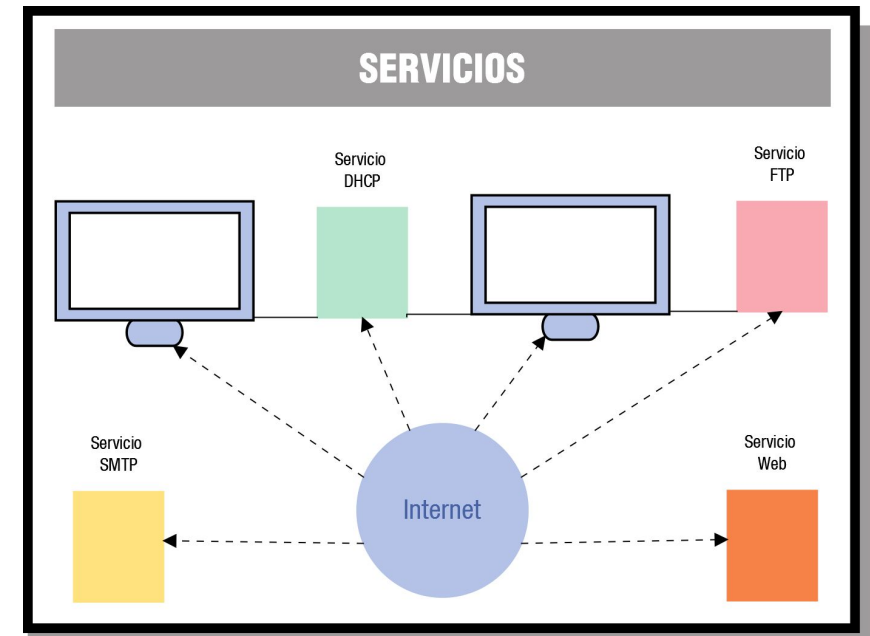 SERVICIOS
Servicio
DHCP
Servicio
FTP
Servicio
SMTP
Internet
Servicio
Web